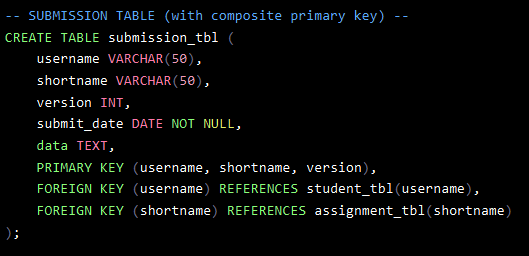 -- SUBMISSION TABLE (with composite primary key) --
CREATE TABLE submission_tbl (
    username VARCHAR(50),
    shortname VARCHAR(50),
    version INT,
    submit_date DATE NOT NULL,
    data TEXT,
    PRIMARY KEY (username, shortname, version),
    FOREIGN KEY (username) REFERENCES student_tbl(username),
    FOREIGN KEY (shortname) REFERENCES assignment_tbl(shortname)
);